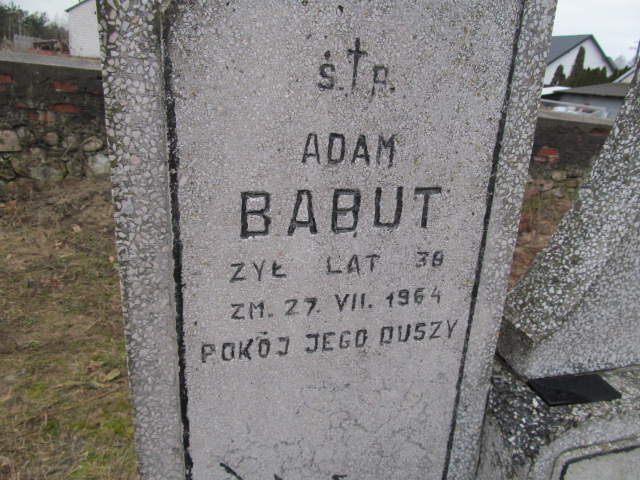 Ś.†P.
ADAM
BABUT
ŻYŁ LAT 38
ZM. 27. VII. 1964
POKÓJ JEGO DUSZY